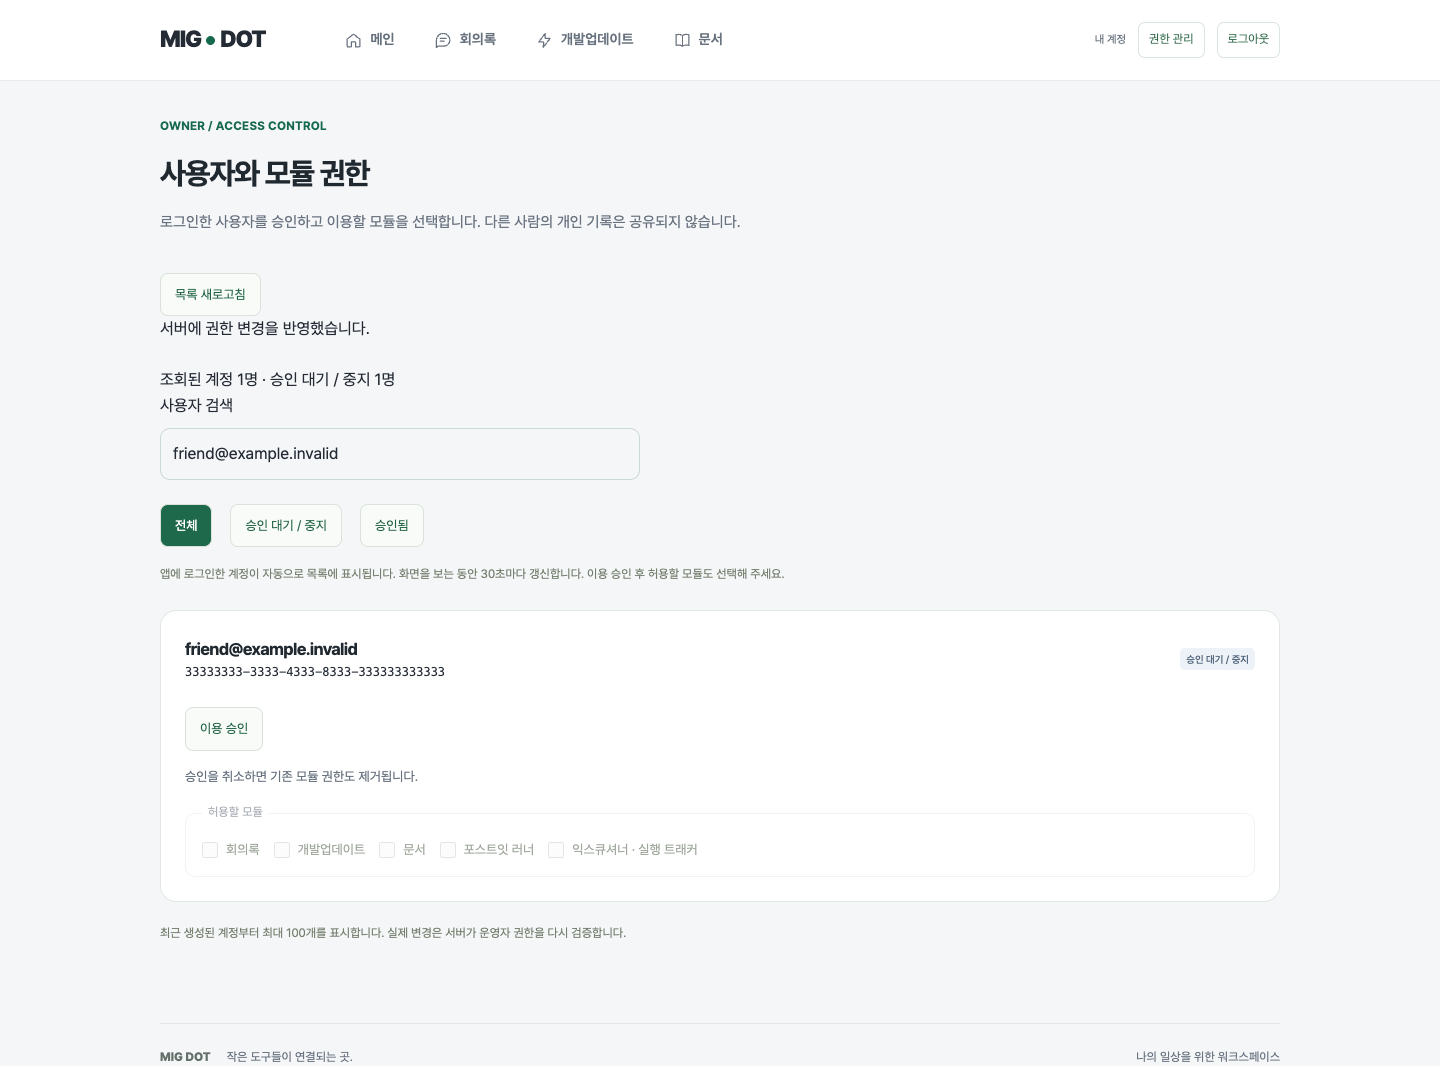 MIG DOT
메인
회의록
개발업데이트
문서
내 계정
권한 관리
로그아웃
OWNER / ACCESS CONTROL
사용자와 모듈 권한
로그인한 사용자를 승인하고 이용할 모듈을 선택합니다. 다른 사람의 개인 기록은 공유되지 않습니다.
목록 새로고침
서버에 권한 변경을 반영했습니다.
조회된 계정 1명 · 승인 대기 / 중지 1명
사용자 검색
friend@example.invalid
전체
승인 대기 / 중지
승인됨
앱에 로그인한 계정이 자동으로 목록에 표시됩니다. 화면을 보는 동안 30초마다 갱신합니다. 이용 승인 후 허용할 모듈도 선택해 주세요.
friend@example.invalid
33333333-3333-4333-8333-333333333333
승인 대기 / 중지
이용 승인
승인을 취소하면 기존 모듈 권한도 제거됩니다.
허용할 모듈
회의록
개발업데이트
문서
포스트잇 러너
익스큐셔너 · 실행 트래커
최근 생성된 계정부터 최대 100개를 표시합니다. 실제 변경은 서버가 운영자 권한을 다시 검증합니다.
MIG DOT
작은 도구들이 연결되는 곳.
나의 일상을 위한 워크스페이스